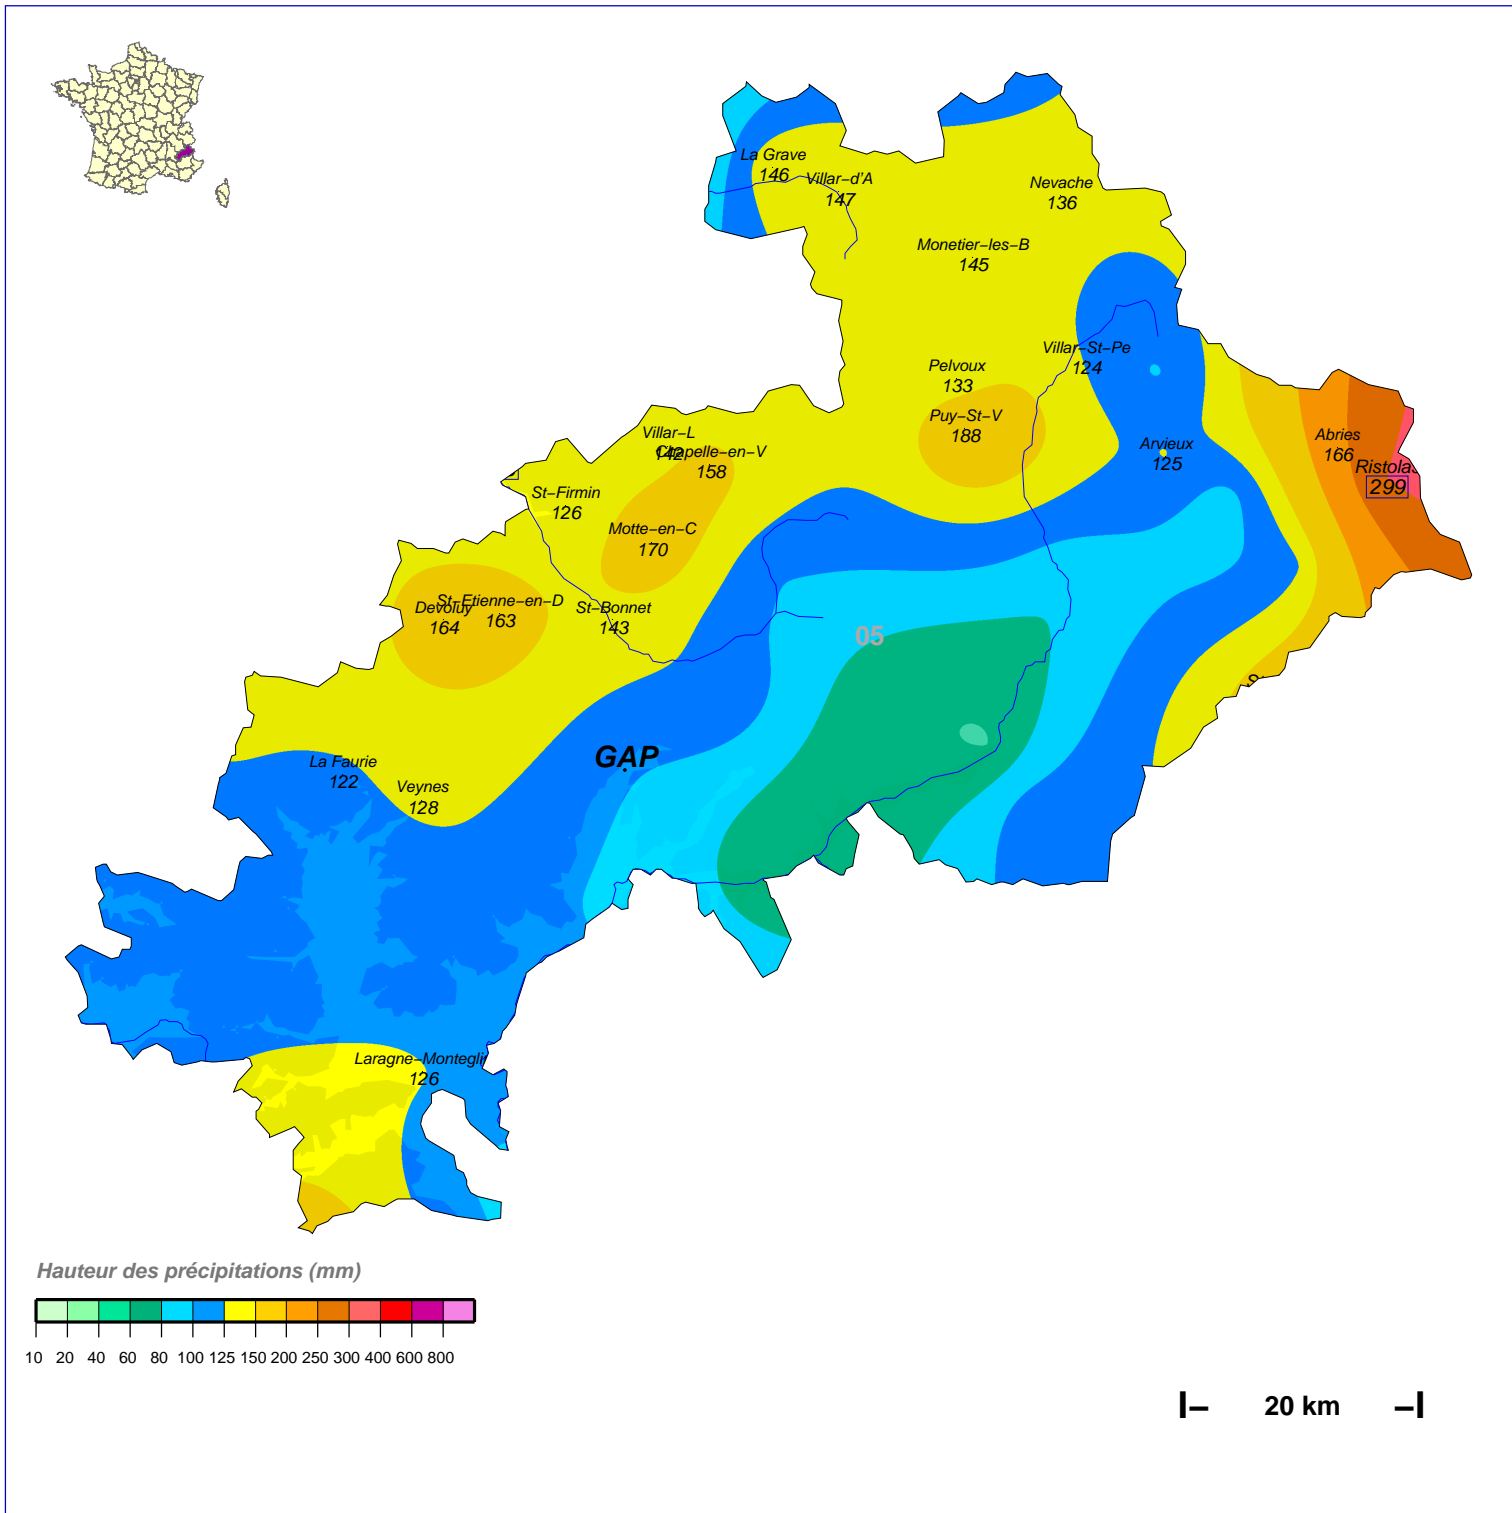 La Grave
146
Villar-d'A
147
Nevache
136
Monetier-les-B
145
Villar-St-Pe
124
Pelvoux
133
Puy-St-V
188
Arvieux
125
Abries
166
Ristolas
299
Villar-L
142
Chapelle-en-V
158
St-Firmin
126
Motte-en-C
170
Devoluy
164
St-Etienne-en-D
163
St-Bonnet
143
05
GAP
La Faurie
122
Veynes
128
Laragne-Montegli
126
Hauteur des précipitations (mm)
10 20 40 60 80 100 125 150 200 250 300 400 600 800
20 km